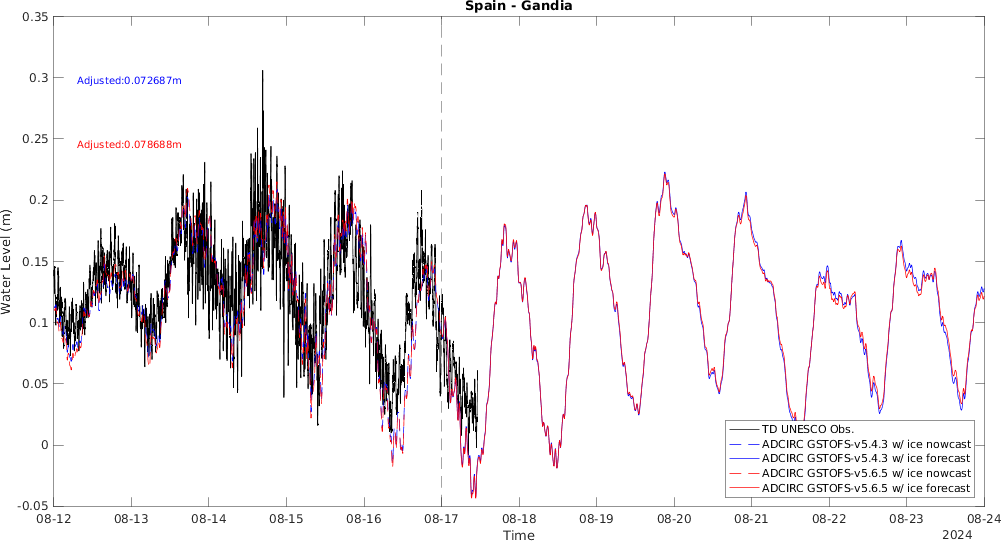 Spain - Gandia
0.35
0.3
0.25
0.2
0.15
0.1
0.05
0
-0.05
Water Level (m)
Adjusted:0.072687m
Adjusted:0.078688m
TD UNESCO Obs.
ADCIRC GSTOFS-v5.4.3 w/ ice nowcast
ADCIRC GSTOFS-v5.4.3 w/ ice forecast
ADCIRC GSTOFS-v5.6.5 w/ ice nowcast
ADCIRC GSTOFS-v5.6.5 w/ ice forecast
08-12 08-13 08-14 08-15 08-16 08-17 08-18 08-19 08-20 08-21 08-22 08-23 08-24
Time
2024